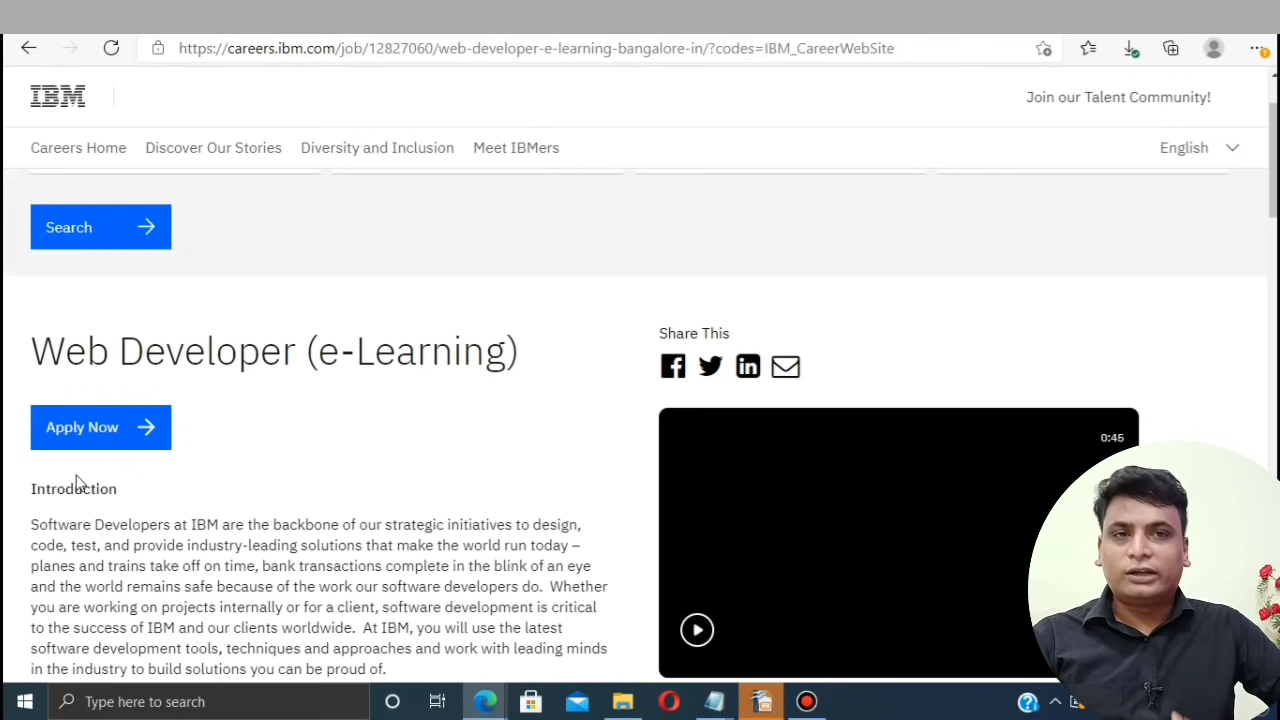 https://careers.ibm.com/job/12827060/web-developer-e-learning-bangalore-in/?codes=IBM_CareerWebSite
IBM
Join our Talent Community!
Careers Home
Discover Our Stories
Diversity and Inclusion
Meet IBMers
English
Search
Web Developer (e-Learning)
Share This
Apply Now
0:45
Introduction
Software Developers at IBM are the backbone of our strategic initiatives to design,
code, test, and provide industry-leading solutions that make the world run today –
planes and trains take off on time, bank transactions complete in the blink of an eye
and the world remains safe because of the work our software developers do. Whether
you are working on projects internally or for a client, software development is critical
to the success of IBM and our clients worldwide. At IBM, you will use the latest
software development tools, techniques and approaches and work with leading minds
in the industry to build solutions you can be proud of.
Type here to search